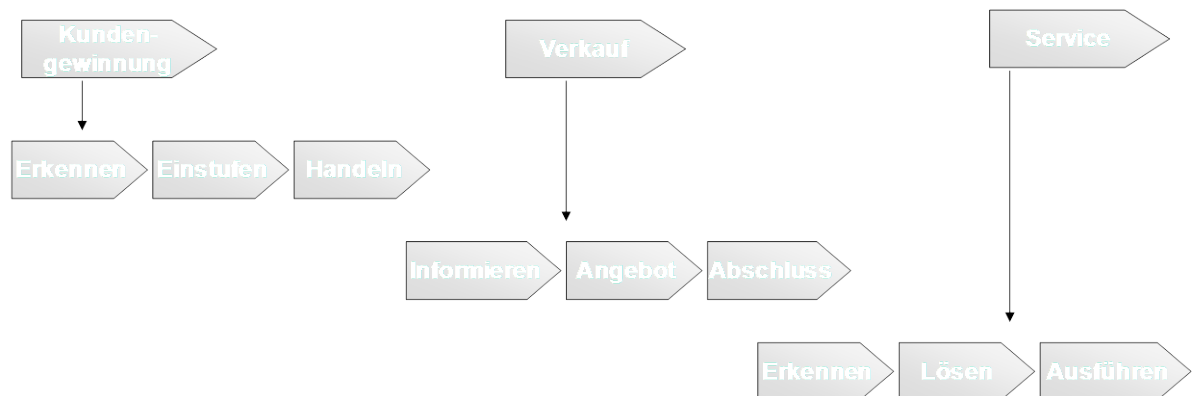 Kunden-
gewinnung
Verkauf
Service
Erkennen
Einstufen
Handeln
Informieren
Angebot
Abschluss
Erkennen
Lösen
Ausführen